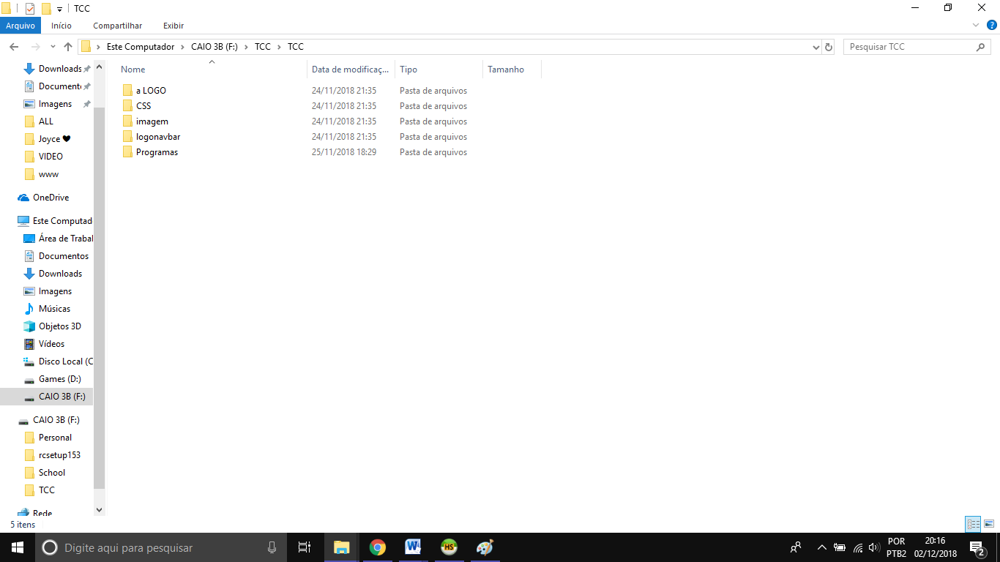 TCC
Arquivo Início Compartilhar Exibir
Este Computador CAIO 3B (F:) TCC TCC
Pesquisar TCC
Downloads
Document
Imagens
ALL
Joyce
VIDEO
www
OneDrive
Este Computad
Área de Trabal
Documentos
Downloads
Imagens
Músicas
Objetos 3D
Vídeos
Disco Local (C
Games (D:)
CAIO 3B (F:)
CAIO 3B (F:)
Personal
rcsetup153
School
TCC
Rede
Nome Data de modificaç... Tipo Tamanho
a LOGO 24/11/2018 21:35 Pasta de arquivos
CSS 24/11/2018 21:35 Pasta de arquivos
imagem 24/11/2018 21:35 Pasta de arquivos
logonavbar 24/11/2018 21:35 Pasta de arquivos
Programas 25/11/2018 18:29 Pasta de arquivos
5 itens
Digite aqui para pesquisar
HS
POR
PTB2
20:16
02/12/2018
2